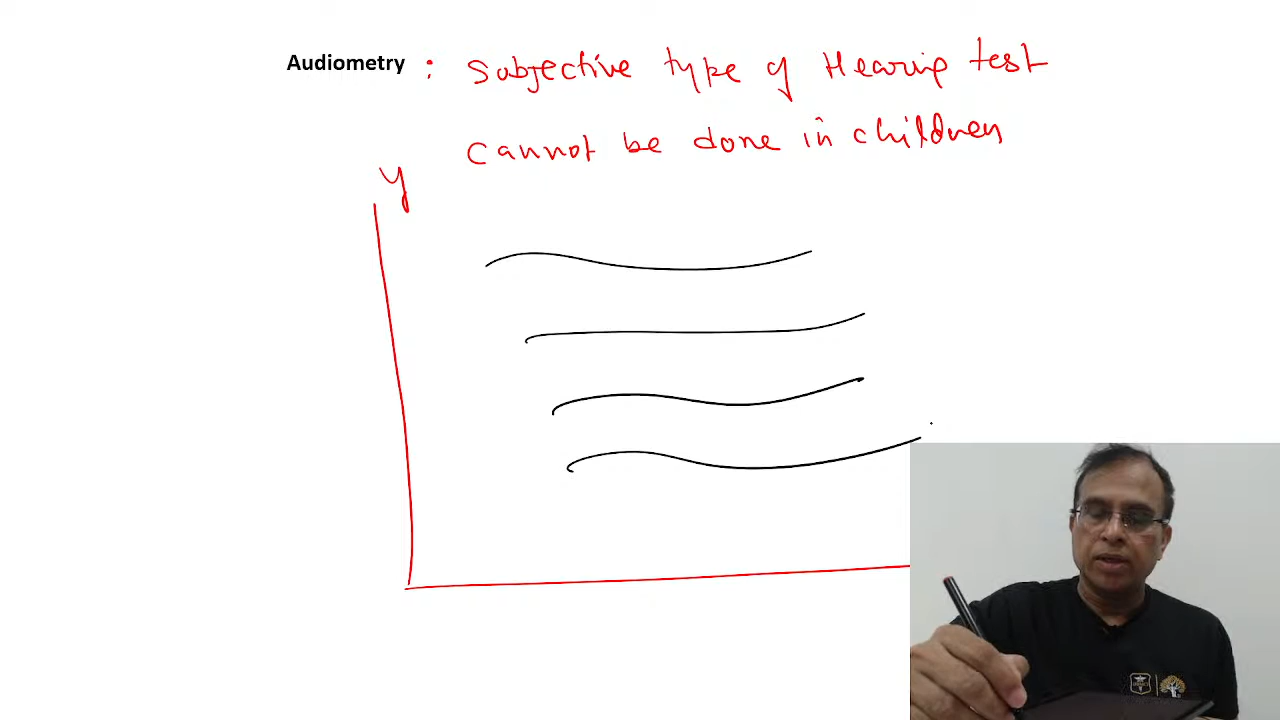 Audiometry : Subjective type of Hearing test
cannot be done in children
y